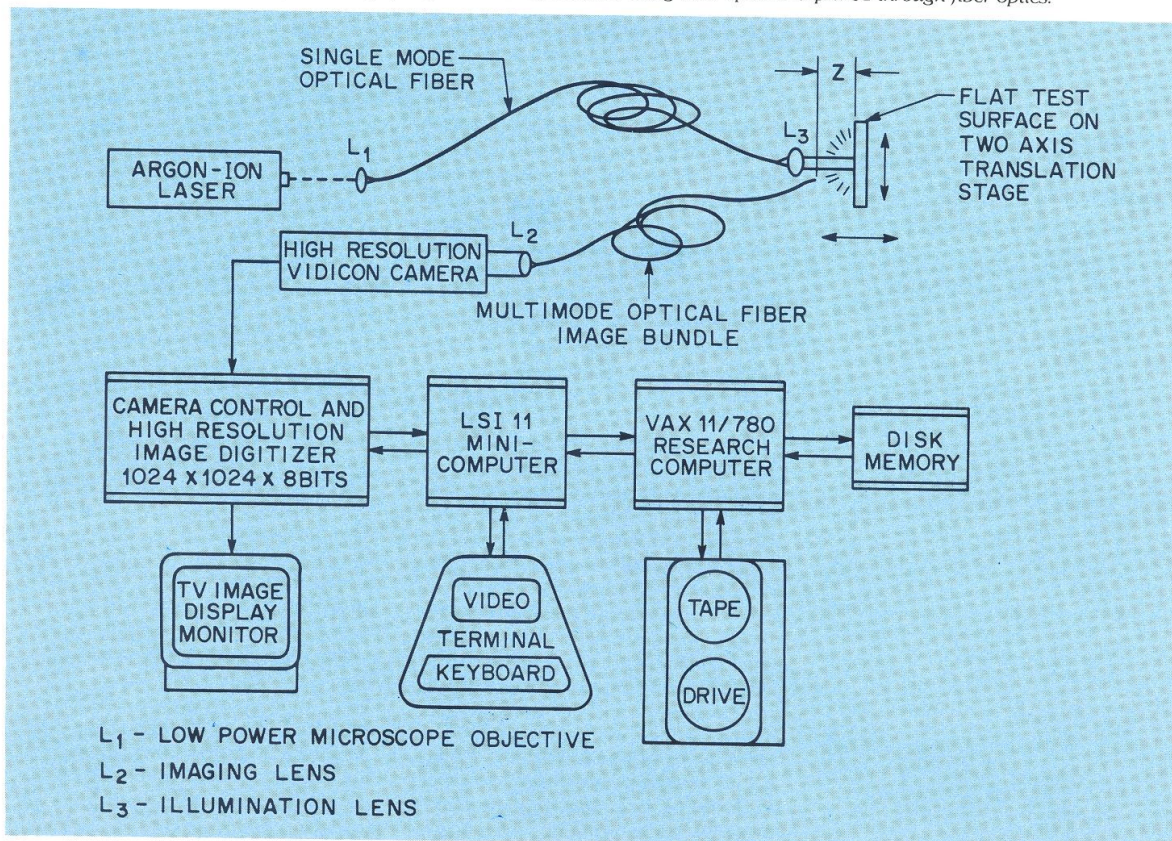 through fiber optics.
SINGLE MODE
OPTICAL FIBER
Z
FLAT TEST
SURFACE ON
TWO AXIS
TRANSLATION
STAGE
L1
L3
ARGON-ION
LASER
L2
HIGH RESOLUTION
VIDICON CAMERA
MULTIMODE OPTICAL FIBER
IMAGE BUNDLE
CAMERA CONTROL AND
HIGH RESOLUTION
IMAGE DIGITIZER
1024 X 1024 X 8BITS
LSI 11
MINI-
COMPUTER
VAX 11/780
RESEARCH
COMPUTER
DISK
MEMORY
TV IMAGE
DISPLAY
MONITOR
VIDEO
TERMINAL
KEYBOARD
TAPE
DRIVE
L1 - LOW POWER MICROSCOPE OBJECTIVE
L2 - IMAGING LENS
L3 - ILLUMINATION LENS